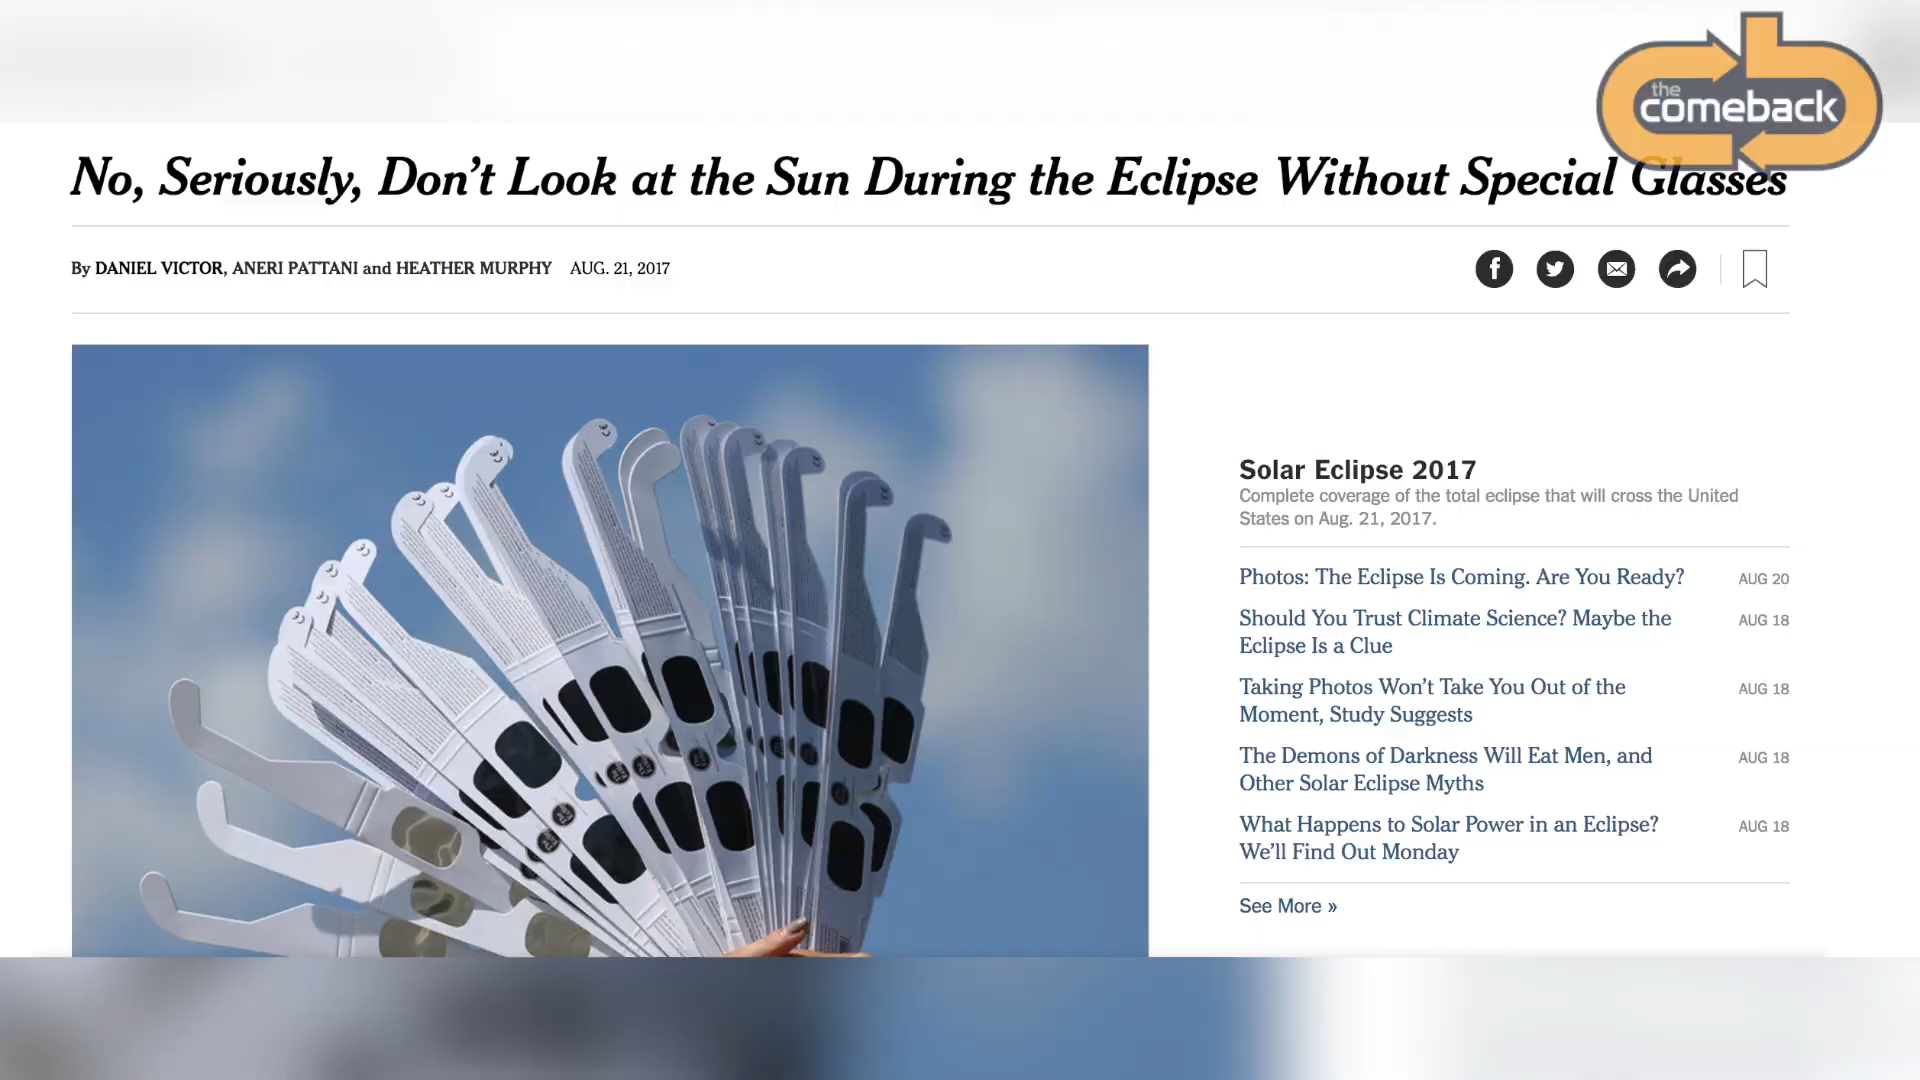 the
comeback
No, Seriously, Don't Look at the Sun During the Eclipse Without Special Glasses
By DANIEL VICTOR, ANERI PATTANI and HEATHER MURPHY AUG. 21, 2017
Solar Eclipse 2017
Complete coverage of the total eclipse that will cross the United
States on Aug. 21, 2017.
Photos: The Eclipse Is Coming. Are You Ready? AUG 20
Should You Trust Climate Science? Maybe the AUG 18
Eclipse Is a Clue
Taking Photos Won't Take You Out of the AUG 18
Moment, Study Suggests
The Demons of Darkness Will Eat Men, and AUG 18
Other Solar Eclipse Myths
What Happens to Solar Power in an Eclipse? AUG 18
We'll Find Out Monday
See More »